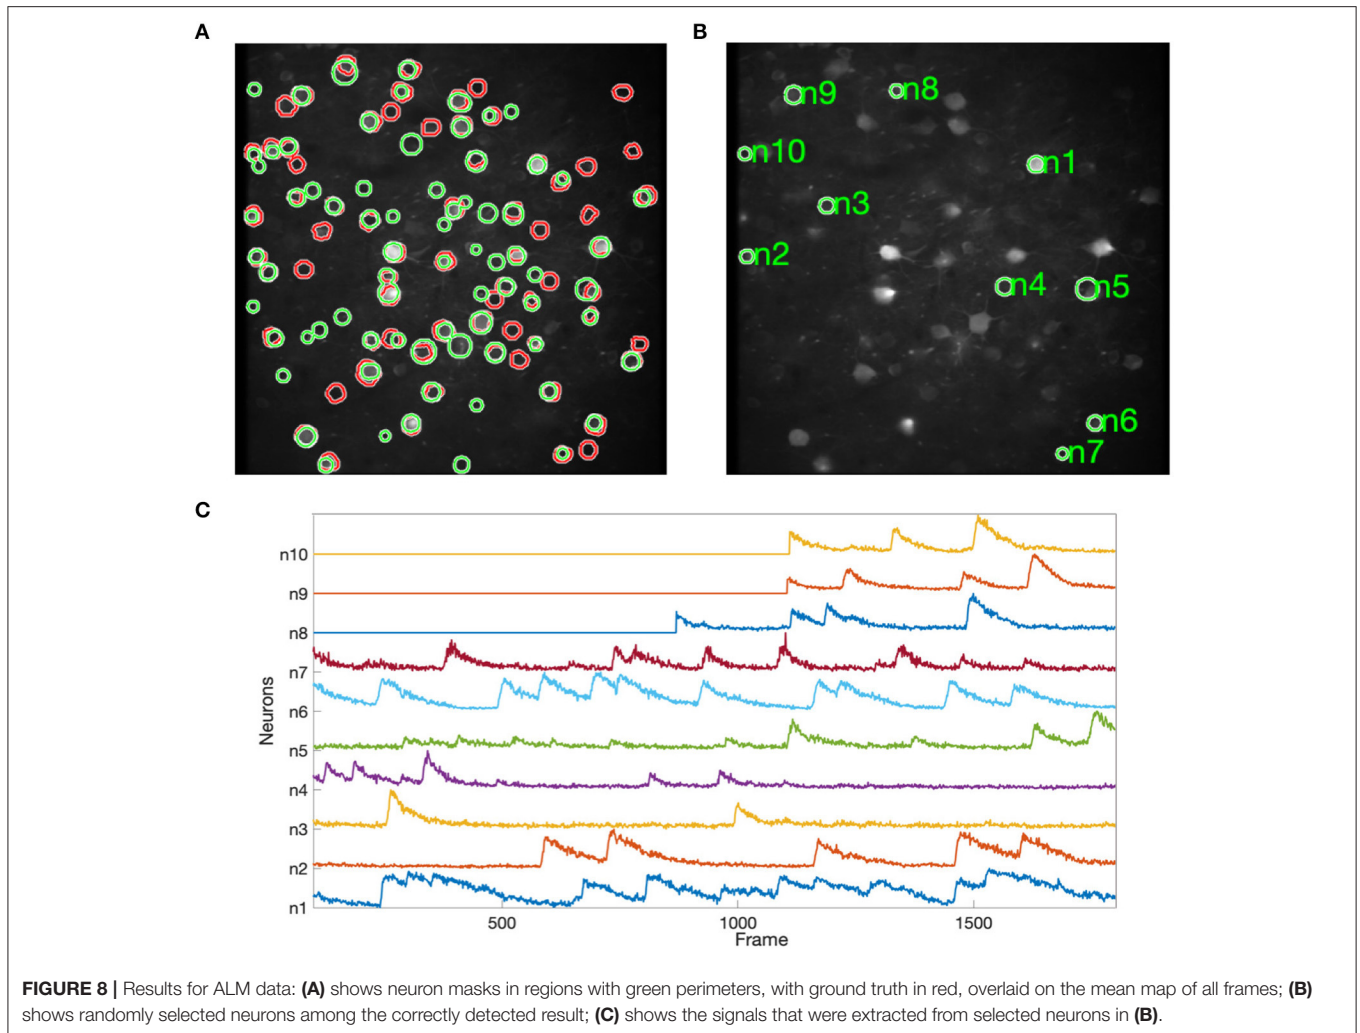 A
B
n9
n8
n10
n1
n3
n2
n4
n5
n6
n7
C
n10
n9
n8
n7
n6
n5
n4
n3
n2
n1
Neurons
500
1000
1500
Frame
FIGURE 8 | Results for ALM data: (A) shows neuron masks in regions with green perimeters, with ground truth in red, overlaid on the mean map of all frames; (B)
shows randomly selected neurons among the correctly detected result; (C) shows the signals that were extracted from selected neurons in (B).